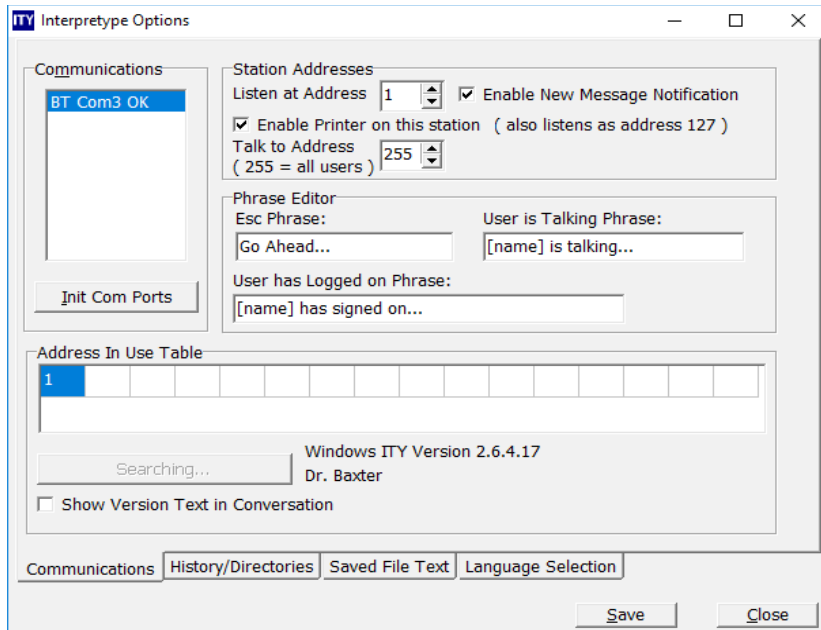 ITY Interpretype Options
Communications
BT Com3 OK
Init Com Ports
Station Addresses
Listen at Address 1 Enable New Message Notification
Enable Printer on this station ( also listens as address 127 )
Talk to Address
( 255 = all users ) 255
Phrase Editor
Esc Phrase: User is Talking Phrase:
Go Ahead... [name] is talking...
User has Logged on Phrase:
[name] has signed on...
Address In Use Table
1
Searching... Windows ITY Version 2.6.4.17
Dr. Baxter
Show Version Text in Conversation
Communications History/Directories Saved File Text Language Selection
Save Close